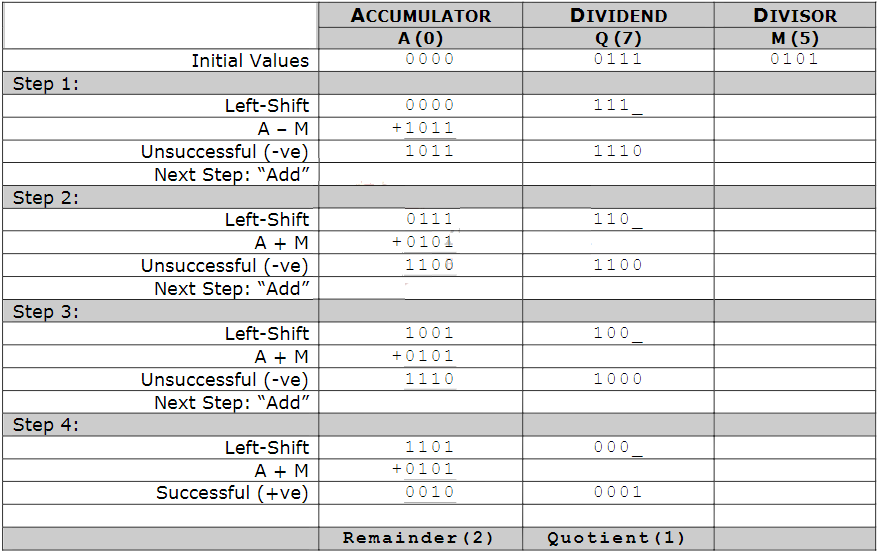 ACCUMULATOR DIVIDEND DIVISOR
A (0) Q (7) M (5)
Initial Values 0000 0111 0101
Step 1:
Left-Shift 0000 111_
A – M +1011
Unsuccessful (-ve) 1011 1110
Next Step: “Add”
Step 2:
Left-Shift 0111 110_
A + M +0101
Unsuccessful (-ve) 1100 1100
Next Step: “Add”
Step 3:
Left-Shift 1001 100_
A + M +0101
Unsuccessful (-ve) 1110 1000
Next Step: “Add”
Step 4:
Left-Shift 1101 000_
A + M +0101
Successful (+ve) 0010 0001
Remainder(2) Quotient(1)